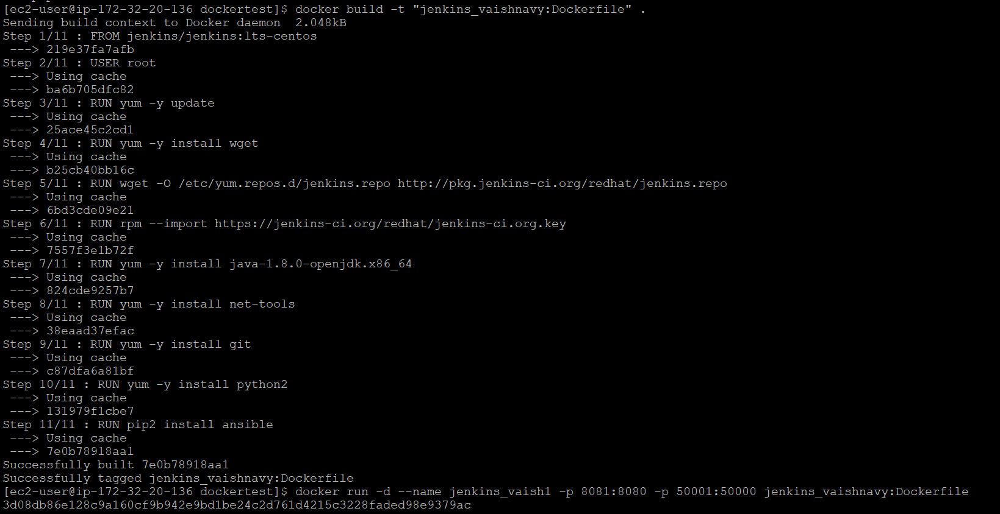 [ec2-user@ip-172-32-20-136 dockertest]$ docker build -t "jenkins_vaishnavy:Dockerfile" .
Sending build context to Docker daemon  2.048kB
Step 1/11 : FROM jenkins/jenkins:lts-centos
 ---> 219e37fa7afb
Step 2/11 : USER root
 ---> Using cache
 ---> ba6b705dfc82
Step 3/11 : RUN yum -y update
 ---> Using cache
 ---> 25ace45c2cd1
Step 4/11 : RUN yum -y install wget
 ---> Using cache
 ---> b25cb40bb16c
Step 5/11 : RUN wget -O /etc/yum.repos.d/jenkins.repo http://pkg.jenkins-ci.org/redhat/jenkins.repo
 ---> Using cache
 ---> 6bd3cde09e21
Step 6/11 : RUN rpm --import https://jenkins-ci.org/redhat/jenkins-ci.org.key
 ---> Using cache
 ---> 7557f3e1b72f
Step 7/11 : RUN yum -y install java-1.8.0-openjdk.x86_64
 ---> Using cache
 ---> 824cde9257b7
Step 8/11 : RUN yum -y install net-tools
 ---> Using cache
 ---> 38eaad37efac
Step 9/11 : RUN yum -y install git
 ---> Using cache
 ---> c87dfa6a81bf
Step 10/11 : RUN yum -y install python2
 ---> Using cache
 ---> 131979f1cbe7
Step 11/11 : RUN pip2 install ansible
 ---> Using cache
 ---> 7e0b78918aa1
Successfully built 7e0b78918aa1
Successfully tagged jenkins_vaishnavy:Dockerfile
[ec2-user@ip-172-32-20-136 dockertest]$ docker run -d --name jenkins_vaish1 -p 8081:8080 -p 50001:50000 jenkins_vaishnavy:Dockerfile
3d08db86e128c9a160cf9b942e9bd1be24c2d761d4215c3228faded98e9379ac